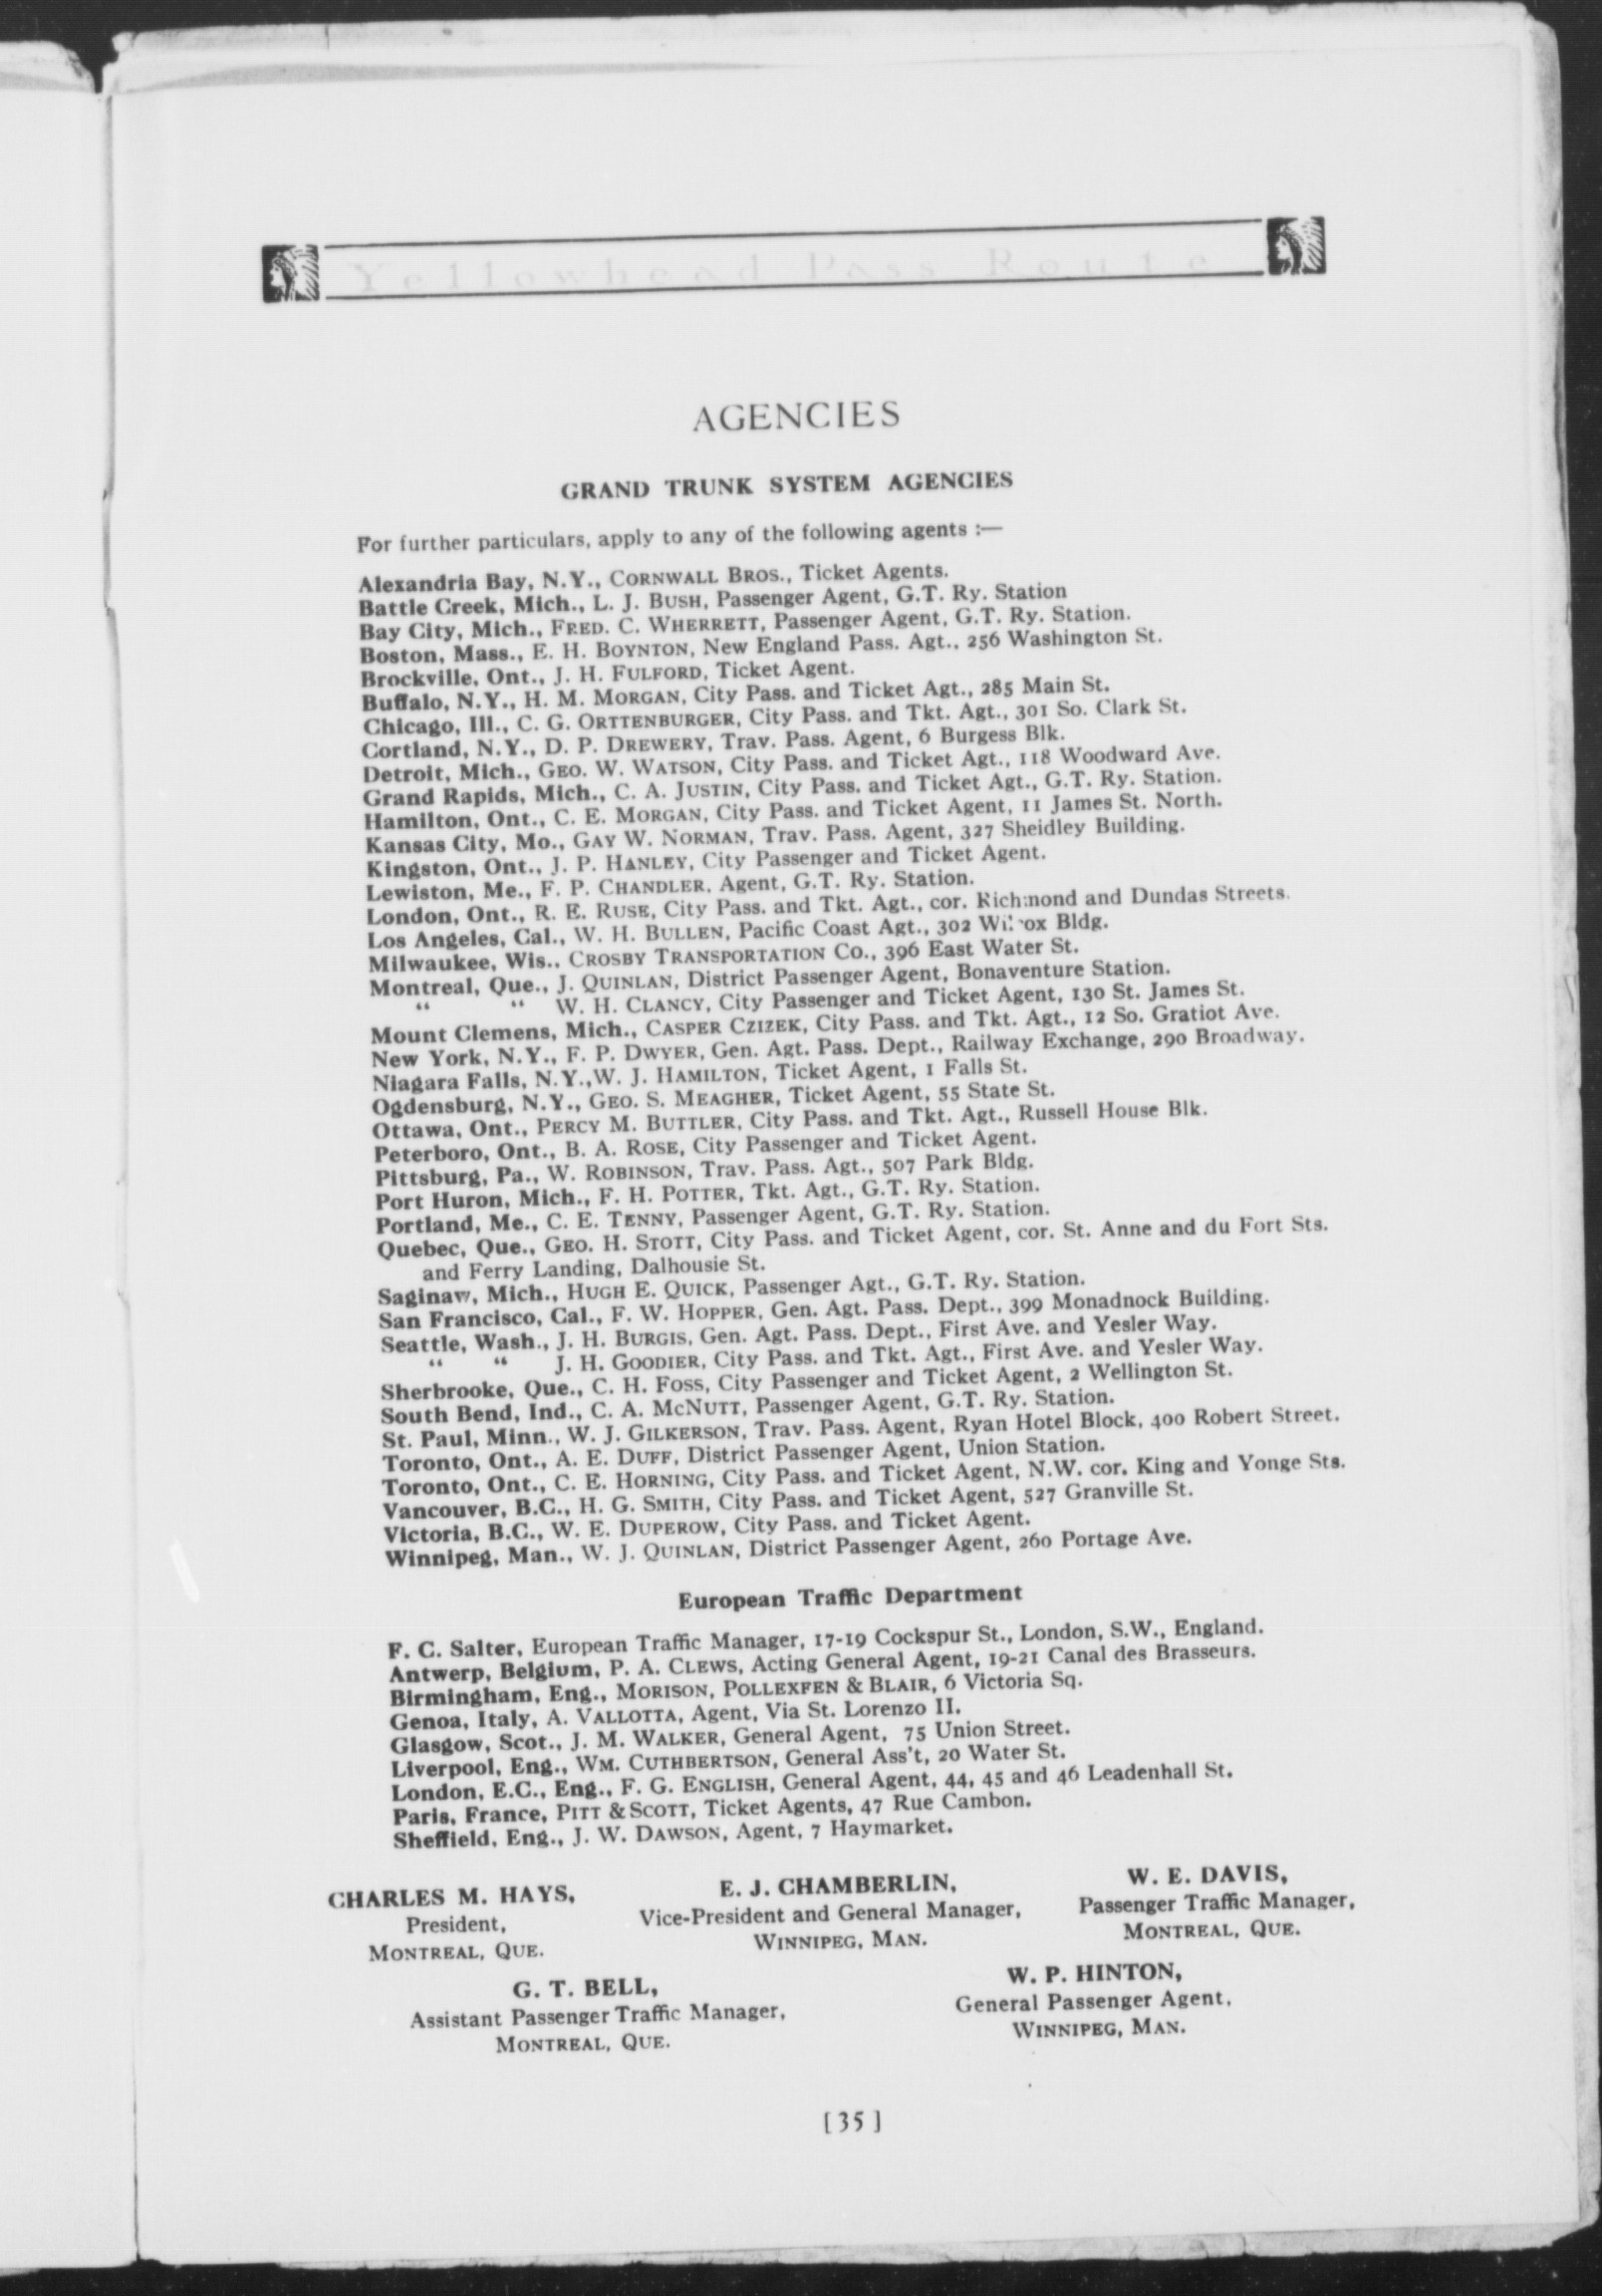 Yellowhead Pass Route
AGENCIES
GRAND TRUNK SYSTEM AGENCIES
For further particulars, apply to any of the following agents :—
Alexandria Bay, N.Y., CORNWALL BROS., Ticket Agents.
Battle Creek, Mich., L. J. BUSH, Passenger Agent, G.T. Ry. Station
Bay City, Mich., FRED. C. WHERRETT, Passenger Agent, G.T. Ry. Station.
Boston, Mass., E. H. BOYNTON, New England Pass. Agt., 256 Washington St.
Brockville, Ont., J. H. FULFORD, Ticket Agent.
Buffalo, N.Y., H. M. MORGAN, City Pass. and Ticket Agt., 285 Main St.
Chicago, Ill., C. G. ORTTENBURGER, City Pass. and Tkt. Agt., 301 So. Clark St.
Cortland, N.Y., D. P. DREWERY, Trav. Pass. Agent, 6 Burgess Blk.
Detroit, Mich., GEO. W. WATSON, City Pass. and Ticket Agt., 118 Woodward Ave.
Grand Rapids, Mich., C. A. JUSTIN, City Pass. and Ticket Agt., G.T. Ry. Station.
Hamilton, Ont., C. E. MORGAN, City Pass. and Ticket Agent, 11 James St. North.
Kansas City, Mo., GAY W. NORMAN, Trav. Pass. Agent, 327 Sheidley Building.
Kingston, Ont., J. P. HANLEY, City Passenger and Ticket Agent.
Lewiston, Me., F. P. CHANDLER, Agent, G.T. Ry. Station.
London, Ont., R. E. RUSE, City Pass. and Tkt. Agt., cor. Richmond and Dundas Streets.
Los Angeles, Cal., W. H. BULLEN, Pacific Coast Agt., 302 Wilcox Bldg.
Milwaukee, Wis., CROSBY TRANSPORTATION CO., 396 East Water St.
Montreal, Que., J. QUINLAN, District Passenger Agent, Bonaventure Station.
" " W. H. CLANCY, City Passenger and Ticket Agent, 130 St. James St.
Mount Clemens, Mich., CASPER CZIZEK, City Pass. and Tkt. Agt., 12 So. Gratiot Ave.
New York, N.Y., F. P. DWYER, Gen. Agt. Pass. Dept., Railway Exchange, 290 Broadway.
Niagara Falls, N.Y.,W. J. HAMILTON, Ticket Agent, 1 Falls St.
Ogdensburg, N.Y., GEO. S. MEAGHER, Ticket Agent, 55 State St.
Ottawa, Ont., PERCY M. BUTTLER, City Pass. and Tkt. Agt., Russell House Blk.
Peterboro, Ont., B. A. ROSE, City Passenger and Ticket Agent.
Pittsburg, Pa., W. ROBINSON, Trav. Pass. Agt., 507 Park Bldg.
Port Huron, Mich., F. H. POTTER, Tkt. Agt., G.T. Ry. Station.
Portland, Me., C. E. TENNY, Passenger Agent, G.T. Ry. Station.
Quebec, Que., GEO. H. STOTT, City Pass. and Ticket Agent, cor. St. Anne and du Fort Sts.
and Ferry Landing, Dalhousie St.
Saginaw, Mich., HUGH E. QUICK, Passenger Agt., G.T. Ry. Station.
San Francisco, Cal., F. W. HOPPER, Gen. Agt. Pass. Dept., 399 Monadnock Building.
Seattle, Wash., J. H. BURGIS, Gen. Agt. Pass. Dept., First Ave. and Yesler Way.
" " J. H. GOODIER, City Pass. and Tkt. Agt., First Ave. and Yesler Way.
Sherbrooke, Que., C. H. FOSS, City Passenger and Ticket Agent, 2 Wellington St.
South Bend, Ind., C. A. MCNUTT, Passenger Agent, G.T. Ry. Station.
St. Paul, Minn., W. J. GILKERSON, Trav. Pass. Agent, Ryan Hotel Block, 400 Robert Street.
Toronto, Ont., A. E. DUFF, District Passenger Agent, Union Station.
Toronto, Ont., C. E. HORNING, City Pass. and Ticket Agent, N.W. cor. King and Yonge Sts.
Vancouver, B.C., H. G. SMITH, City Pass. and Ticket Agent, 527 Granville St.
Victoria, B.C., W. E. DUPEROW, City Pass. and Ticket Agent.
Winnipeg, Man., W. J. QUINLAN, District Passenger Agent, 260 Portage Ave.
European Traffic Department
F. C. Salter, European Traffic Manager, 17-19 Cockspur St., London, S.W., England.
Antwerp, Belgium, P. A. CLEWS, Acting General Agent, 19-21 Canal des Brasseurs.
Birmingham, Eng., MORISON, POLLEXFEN & BLAIR, 6 Victoria Sq.
Genoa, Italy, A. VALLOTTA, Agent, Via St. Lorenzo II.
Glasgow, Scot., J. M. WALKER, General Agent, 75 Union Street.
Liverpool, Eng., WM. CUTHBERTSON, General Ass't, 20 Water St.
London, E.C., Eng., F. G. ENGLISH, General Agent, 44, 45 and 46 Leadenhall St.
Paris, France, PITT & SCOTT, Ticket Agents, 47 Rue Cambon.
Sheffield, Eng., J. W. DAWSON, Agent, 7 Haymarket.
CHARLES M. HAYS,
President,
MONTREAL, QUE.
E. J. CHAMBERLIN,
Vice-President and General Manager,
WINNIPEG, MAN.
W. E. DAVIS,
Passenger Traffic Manager,
MONTREAL, QUE.
G. T. BELL,
Assistant Passenger Traffic Manager,
MONTREAL, QUE.
W. P. HINTON,
General Passenger Agent,
WINNIPEG, MAN.
[35]